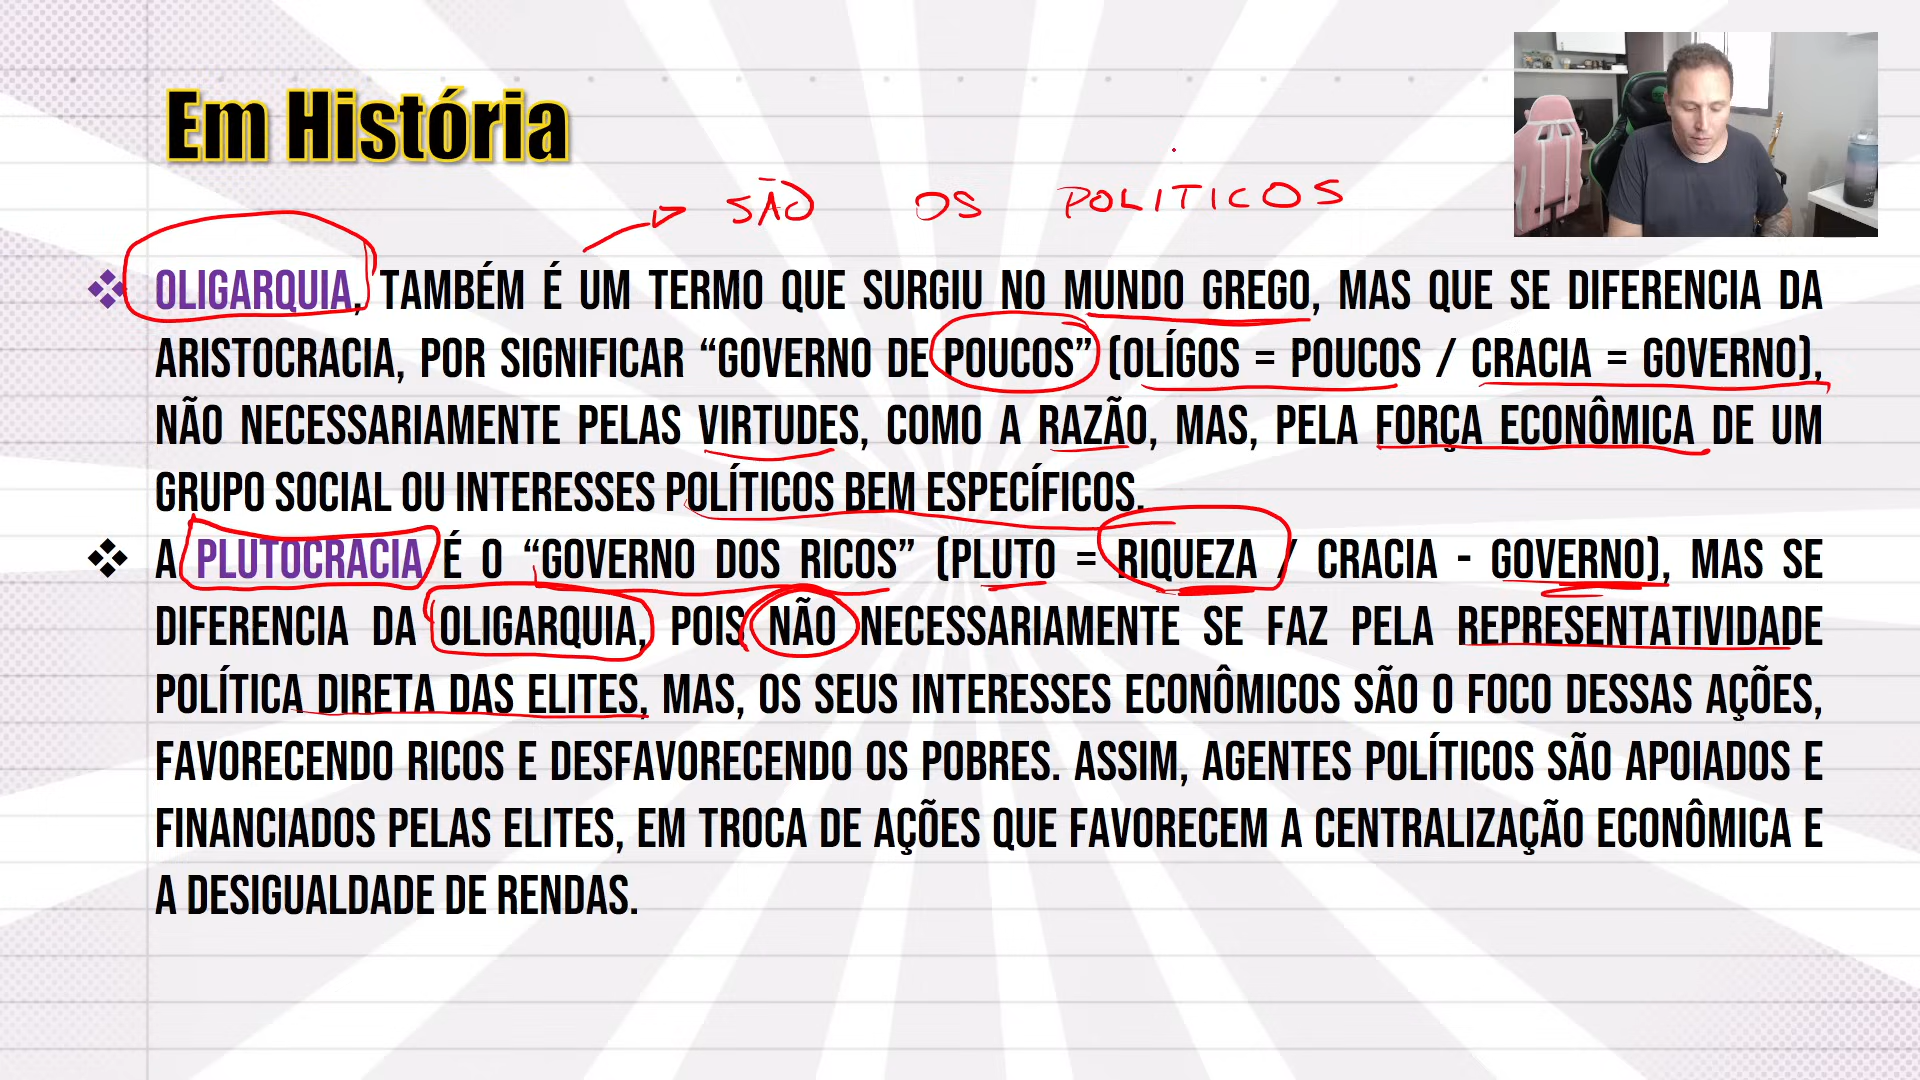 Em História
SÃO OS POLITICOS
OLIGARQUIA, TAMBÉM É UM TERMO QUE SURGIU NO MUNDO GREGO, MAS QUE SE DIFERENCIA DA
ARISTOCRACIA, POR SIGNIFICAR “GOVERNO DE POUCOS” (OLÍGOS = POUCOS / CRACIA = GOVERNO),
NÃO NECESSARIAMENTE PELAS VIRTUDES, COMO A RAZÃO, MAS, PELA FORÇA ECONÔMICA DE UM
GRUPO SOCIAL OU INTERESSES POLÍTICOS BEM ESPECÍFICOS.
A PLUTOCRACIA É O “GOVERNO DOS RICOS” (PLUTO = RIQUEZA / CRACIA - GOVERNO), MAS SE
DIFERENCIA DA OLIGARQUIA, POIS NÃO NECESSARIAMENTE SE FAZ PELA REPRESENTATIVIDADE
POLÍTICA DIRETA DAS ELITES, MAS, OS SEUS INTERESSES ECONÔMICOS SÃO O FOCO DESSAS AÇÕES,
FAVORECENDO RICOS E DESFAVORECENDO OS POBRES. ASSIM, AGENTES POLÍTICOS SÃO APOIADOS E
FINANCIADOS PELAS ELITES, EM TROCA DE AÇÕES QUE FAVORECEM A CENTRALIZAÇÃO ECONÔMICA E
A DESIGUALDADE DE RENDAS.